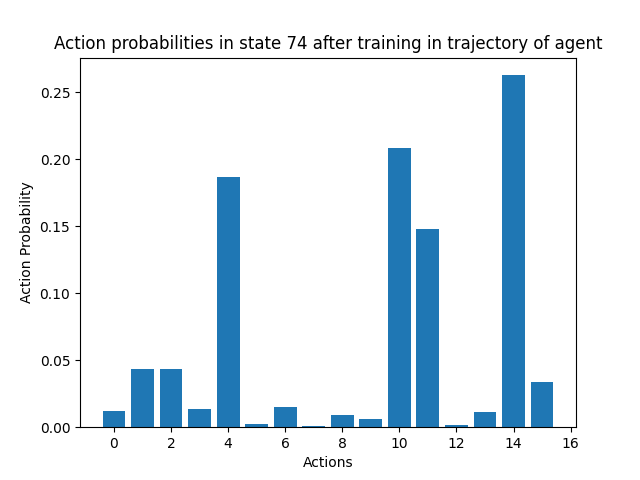 Action probabilities in state 74 after training in trajectory of agent
Action Probability
0.25
0.20
0.15
0.10
0.05
0.00
0 2 4 6 8 10 12 14 16
Actions